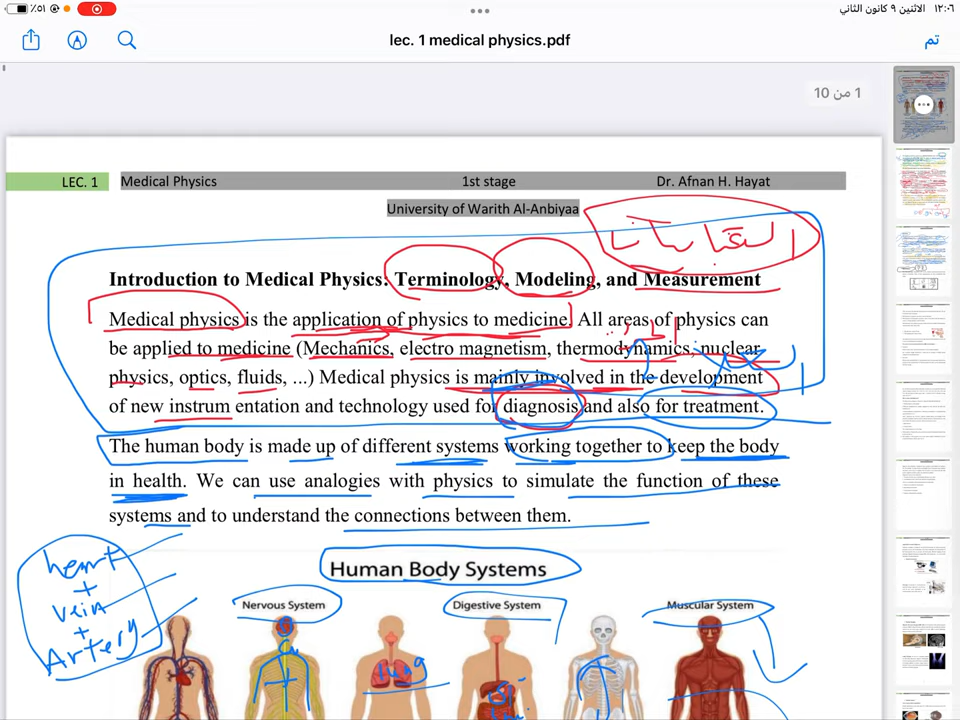 ١٢:٠٦ الاثنين ٩ كانون الثاني
٪٥١
lec. 1 medical physics.pdf
تم
1 من 10
LEC. 1 Medical Physics 1st stage Dr. Afnan H. Hayat
University of Warith Al-Anbiyaa
Introduction to Medical Physics: Terminology, Modeling, and Measurement
Medical physics is the application of physics to medicine. All areas of physics can
be applied to medicine (Mechanics, electro magnetism, thermodynamics, nuclear
physics, optics, fluids, ...) Medical physics is mainly involved in the development
of new instrum entation and technology used for diagnosis and also for treatment.
The human body is made up of different systems working together to keep the body
in health. We can use analogies with physics to simulate the function of these
systems and to understand the connections between them.
Human Body Systems
heart
+
vein
+
Artery
Nervous System Digestive System Muscular System
lung